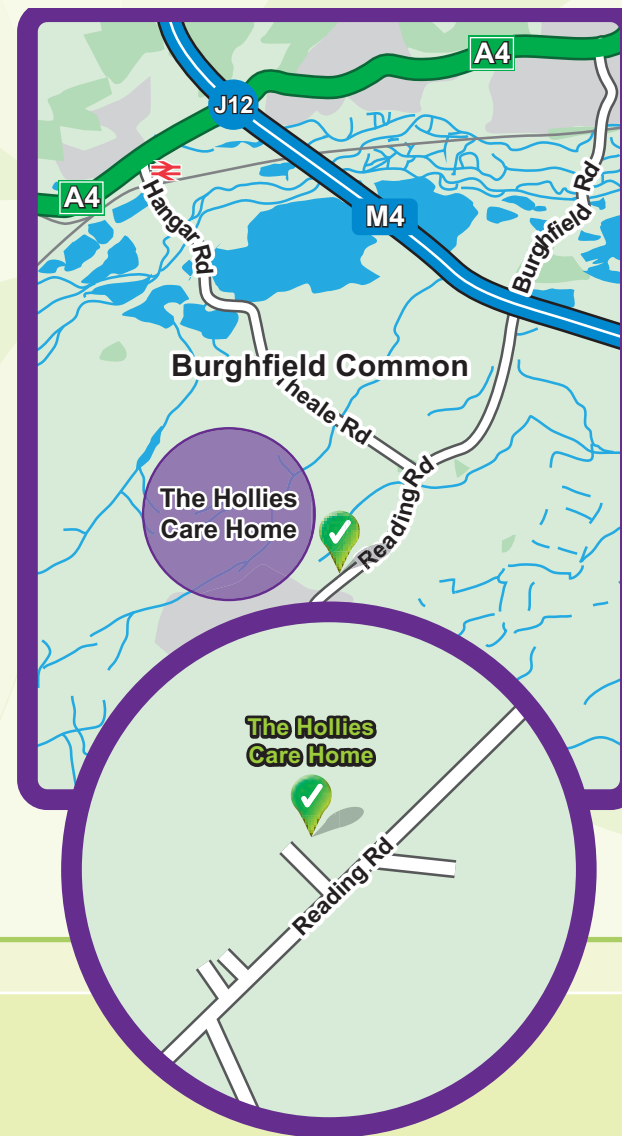 A4
J12
A4
Hangar Rd
M4
Burghfield Rd
Burghfield Common
Theale Rd
Reading Rd
The Hollies
Care Home
The Hollies
Care Home
Reading Rd